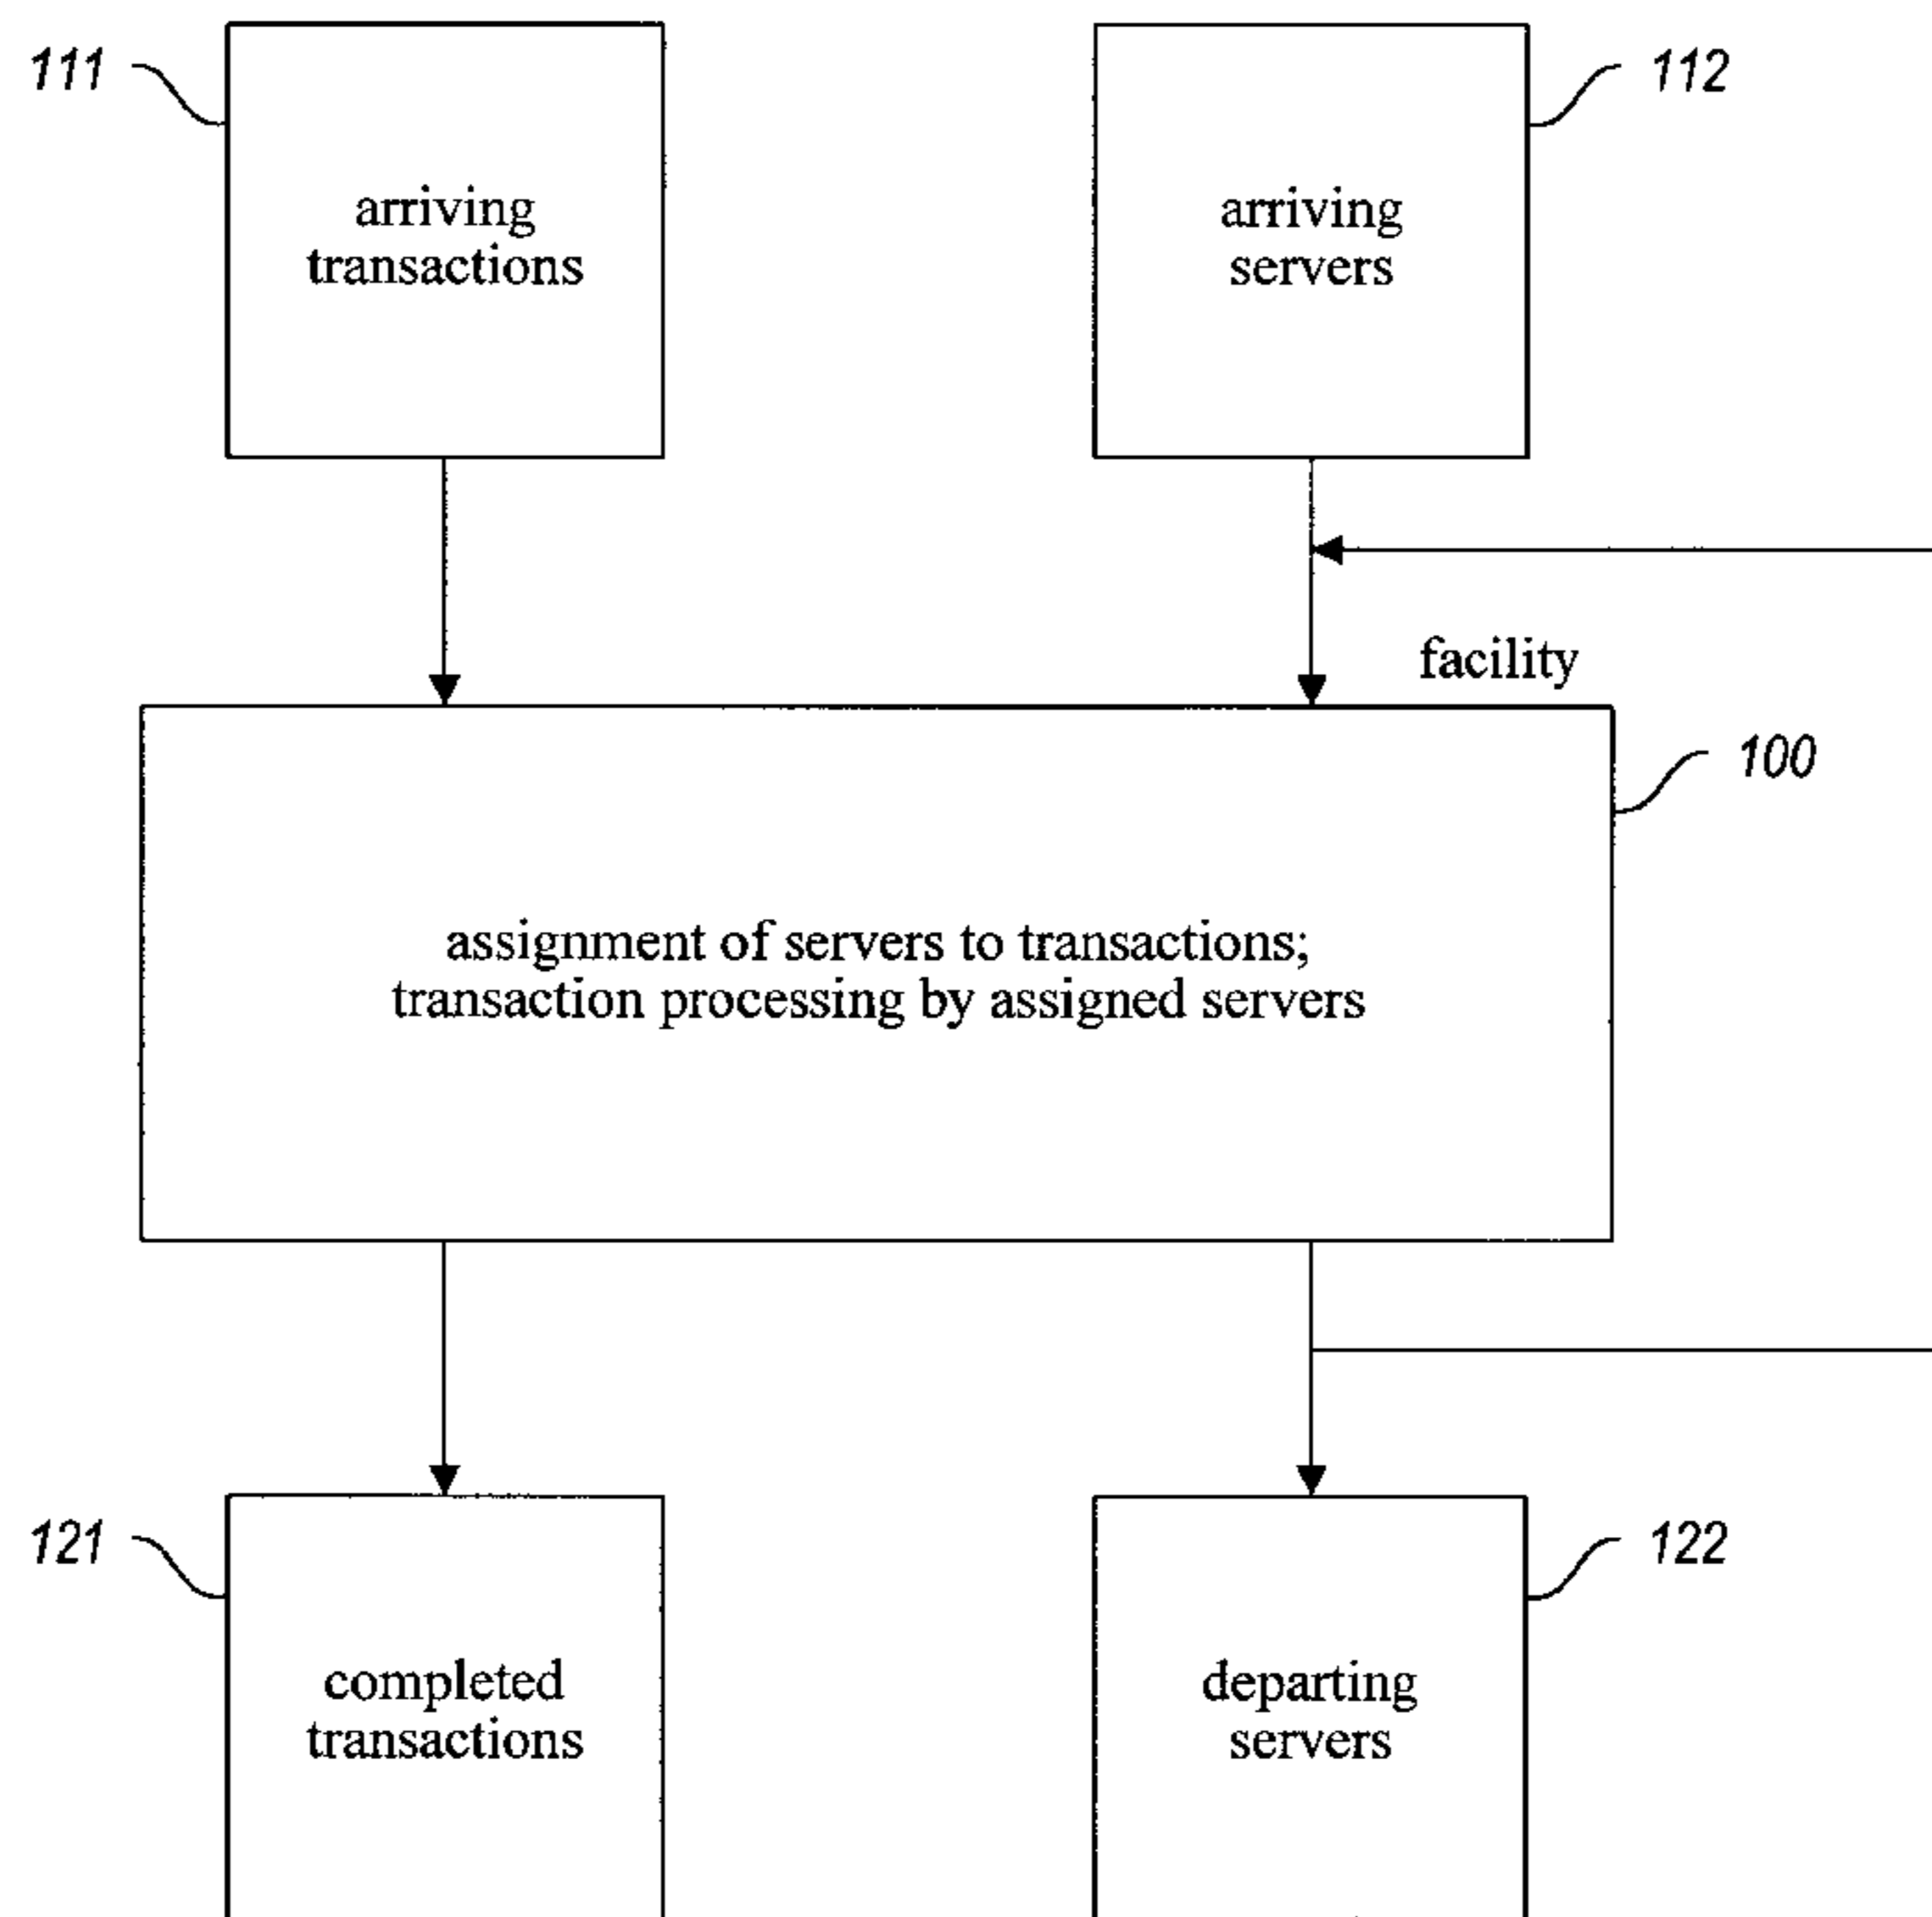 111
112
arriving
transactions
arriving
servers
facility
100
assignment of servers to transactions;
transaction processing by assigned servers
121
122
completed
transactions
departing
servers